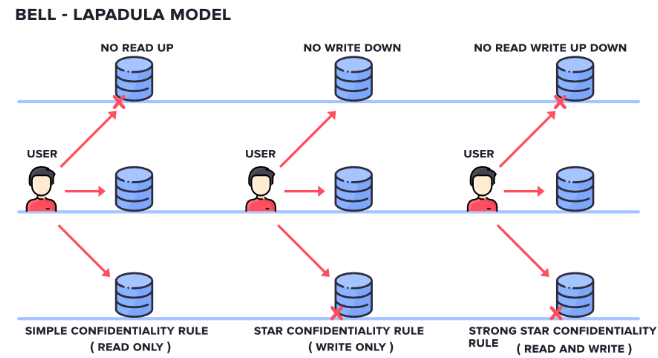 BELL - LAPADULA MODEL
NO READ UP
NO WRITE DOWN
NO READ WRITE UP DOWN
USER
USER
USER
SIMPLE CONFIDENTIALITY RULE
( READ ONLY )
STAR CONFIDENTIALITY RULE
( WRITE ONLY )
STRONG STAR CONFIDENTIALITY
RULE
( READ AND WRITE )